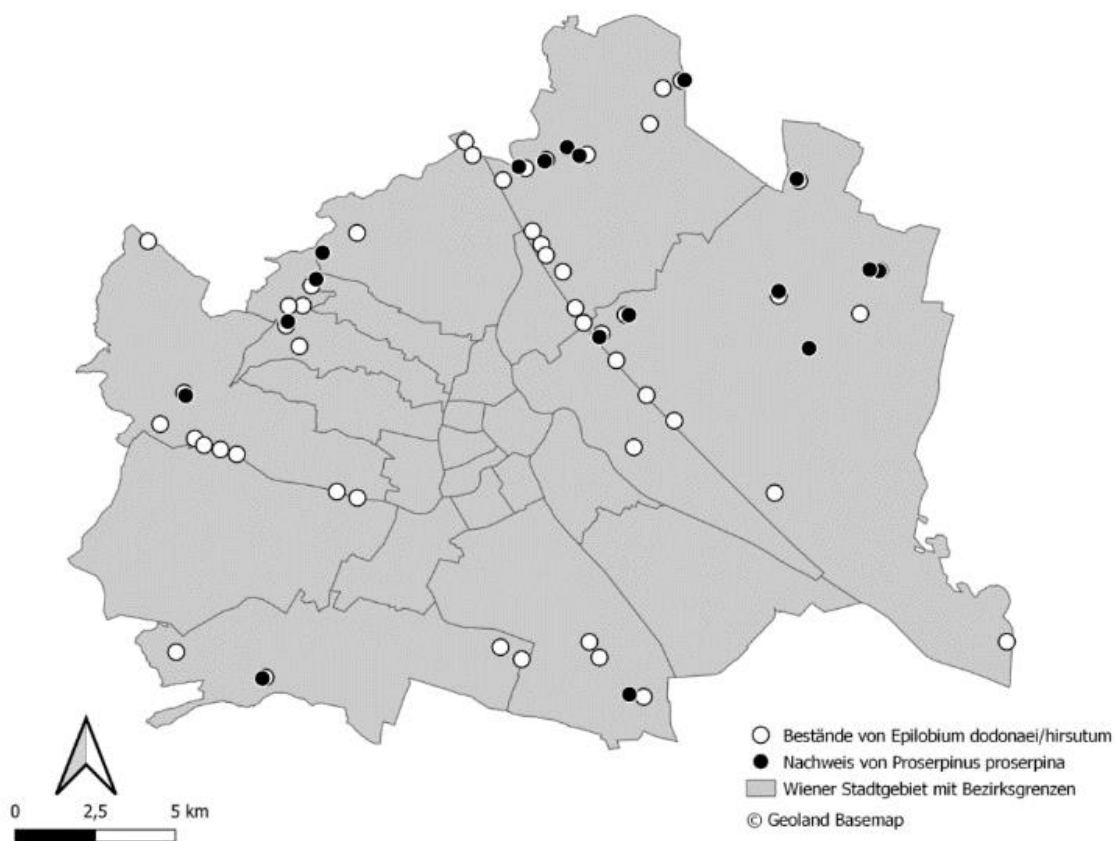 Bestände von Epilobium dodonaei/hirsutum
Nachweis von Proserpinus proserpina
Wiener Stadtgebiet mit Bezirksgrenzen
© Geoland Basemap
0 2,5 5 km